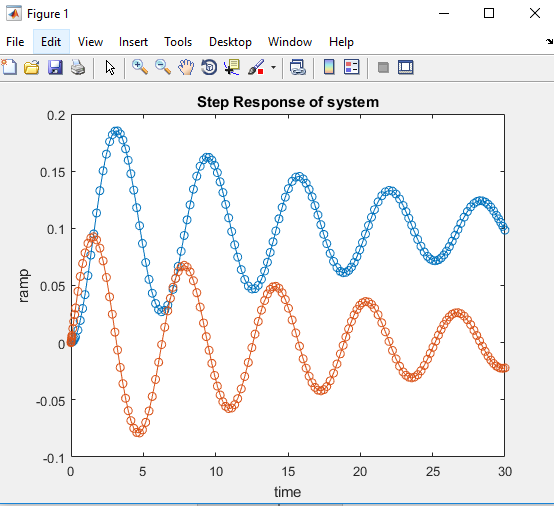 Figure 1
File Edit View Insert Tools Desktop Window Help
Step Response of system
0.2
0.15
0.1
0.05
0
-0.05
-0.1
ramp
0 5 10 15 20 25 30
time